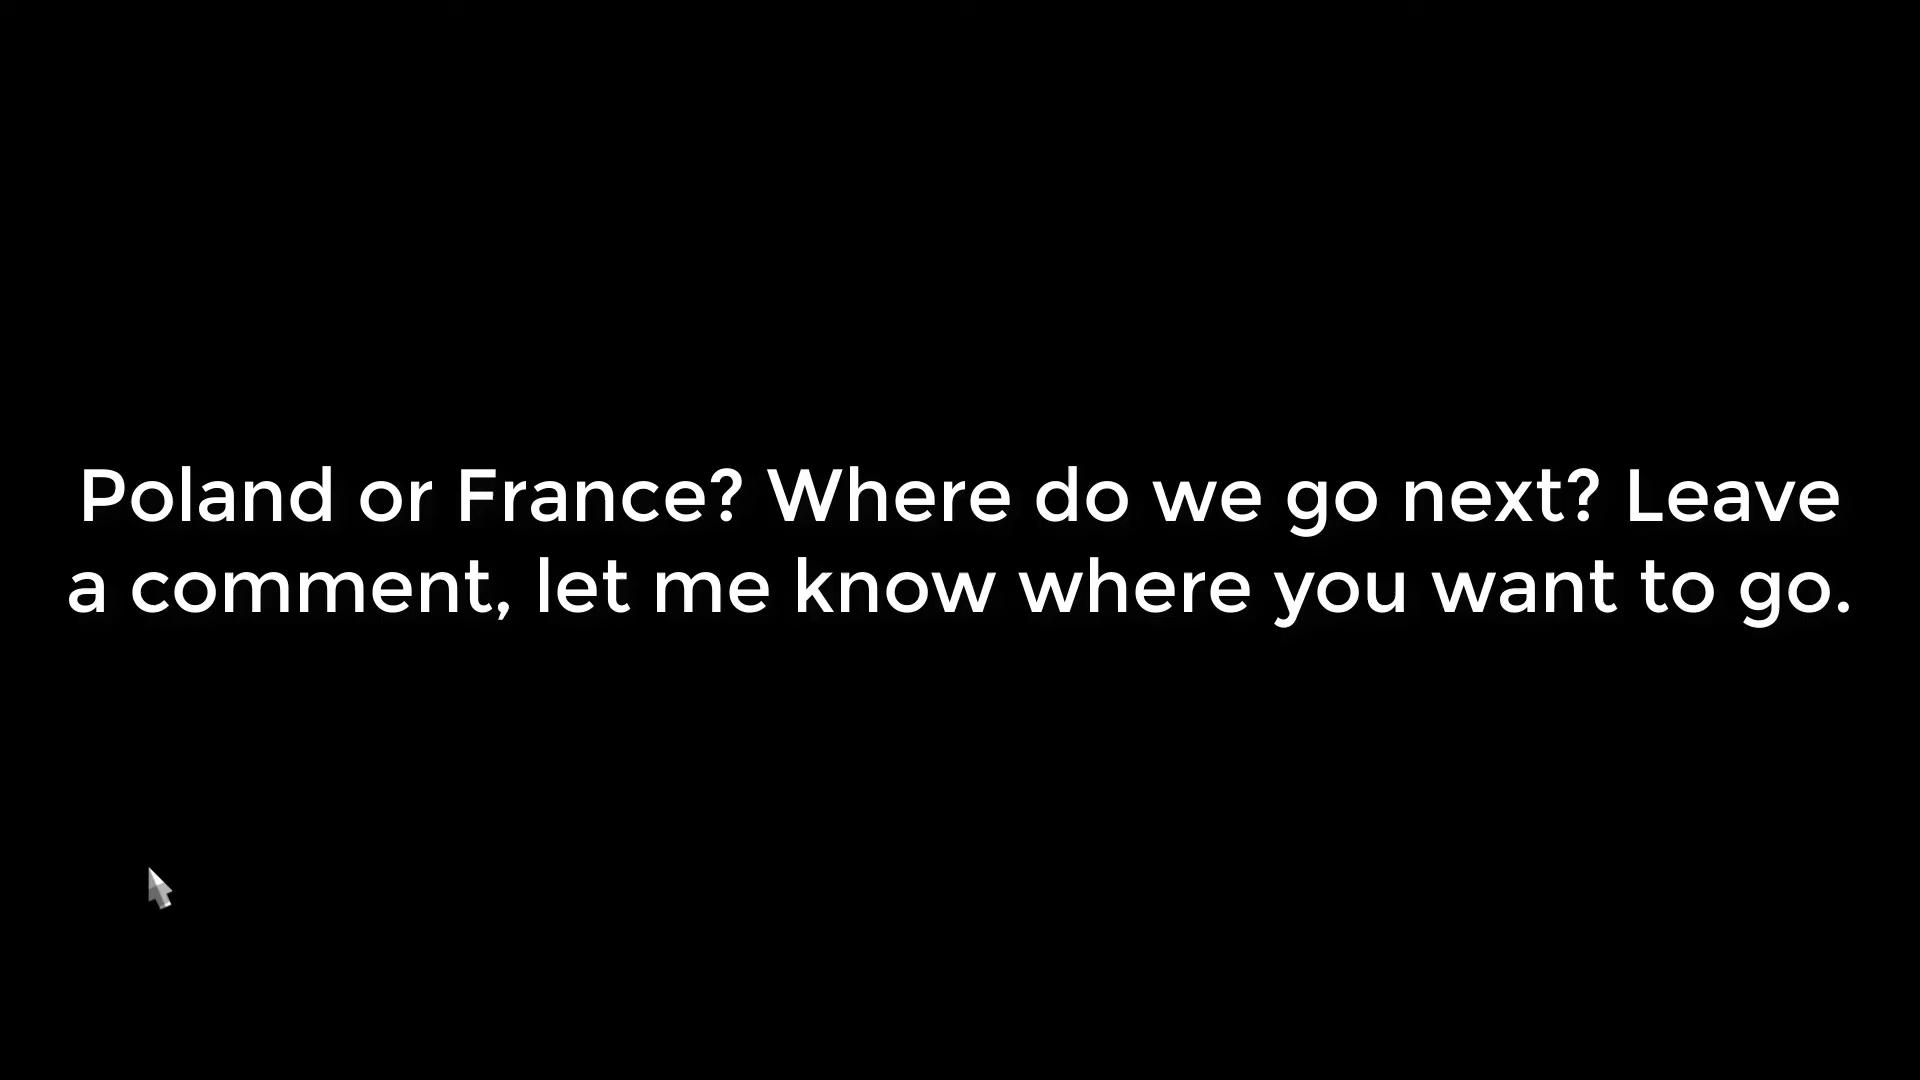 Poland or France? Where do we go next? Leave
a comment, let me know where you want to go.